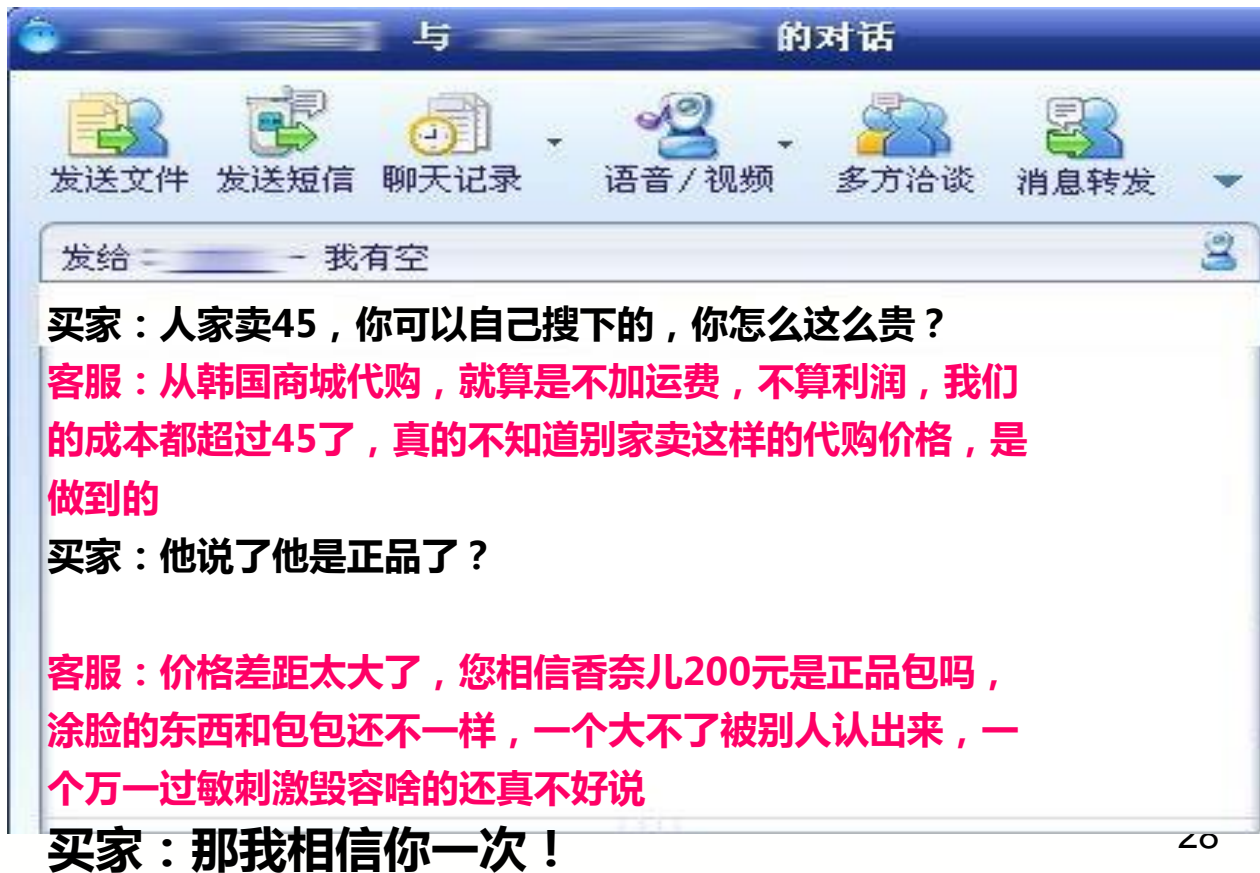 与 的对话
发送文件 发送短信 聊天记录 语音/视频 多方洽谈 消息转发
发给: - 我有空
买家：人家卖45，你可以自己搜下的，你怎么这么贵？
客服：从韩国商城代购，就算是不加运费，不算利润，我们
的成本都超过45了，真的不知道别家卖这样的代购价格，是
做到的
买家：他说了他是正品了？
客服：价格差距太大了，您相信香奈儿200元是正品包吗，
涂脸的东西和包包还不一样，一个大不了被别人认出来，一
个万一过敏刺激毁容啥的还真不好说
买家：那我相信你一次！